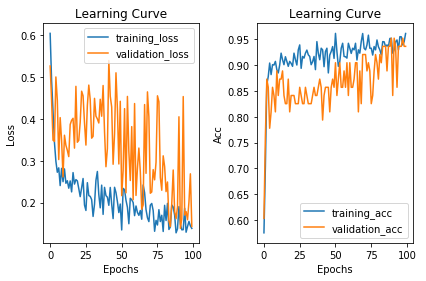 Learning Curve
Loss
0.6
0.5
0.4
0.3
0.2
training_loss
validation_loss
0
25
50
75
100
Epochs
Learning Curve
Acc
0.95
0.90
0.85
0.80
0.75
0.70
0.65
0.60
training_acc
validation_acc
0
25
50
75
100
Epochs